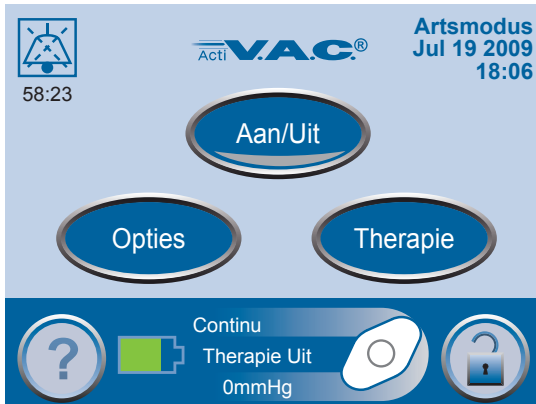 Artsmodus
Acti V.A.C.®
Jul 19 2009
18:06
58:23
Aan/Uit
Opties
Therapie
?
Continu
Therapie Uit
0mmHg